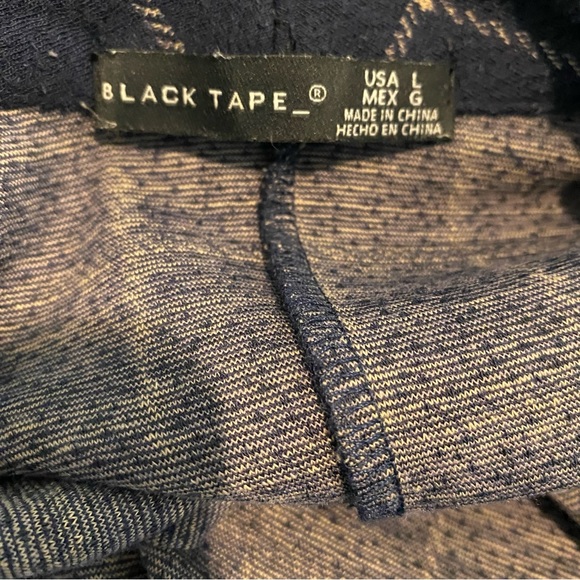 BLACK TAPE_®
USA L
MEX G
MADE IN CHINA
HECHO EN CHINA